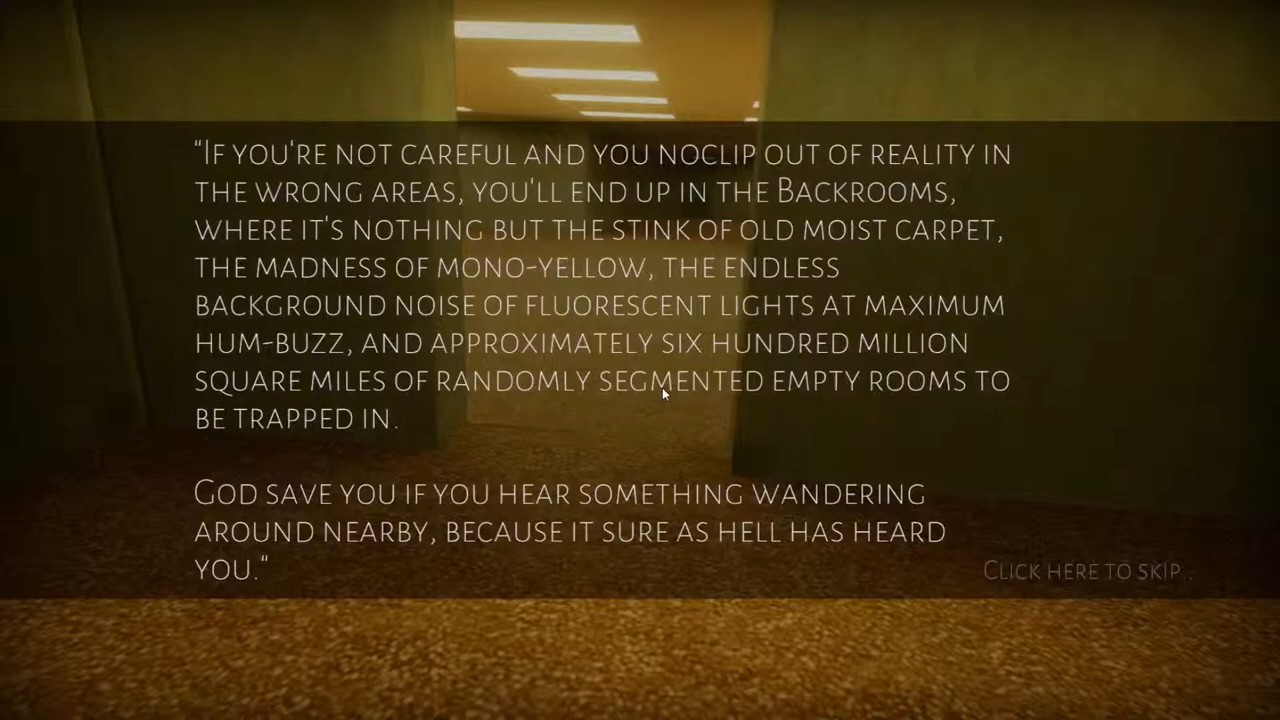 “If you're not careful and you noclip out of reality in
the wrong areas, you'll end up in the Backrooms,
where it's nothing but the stink of old moist carpet,
the madness of mono-yellow, the endless
background noise of fluorescent lights at maximum
hum-buzz, and approximately six hundred million
square miles of randomly segmented empty rooms to
be trapped in.
God save you if you hear something wandering
around nearby, because it sure as hell has heard
you.“
Click here to skip..